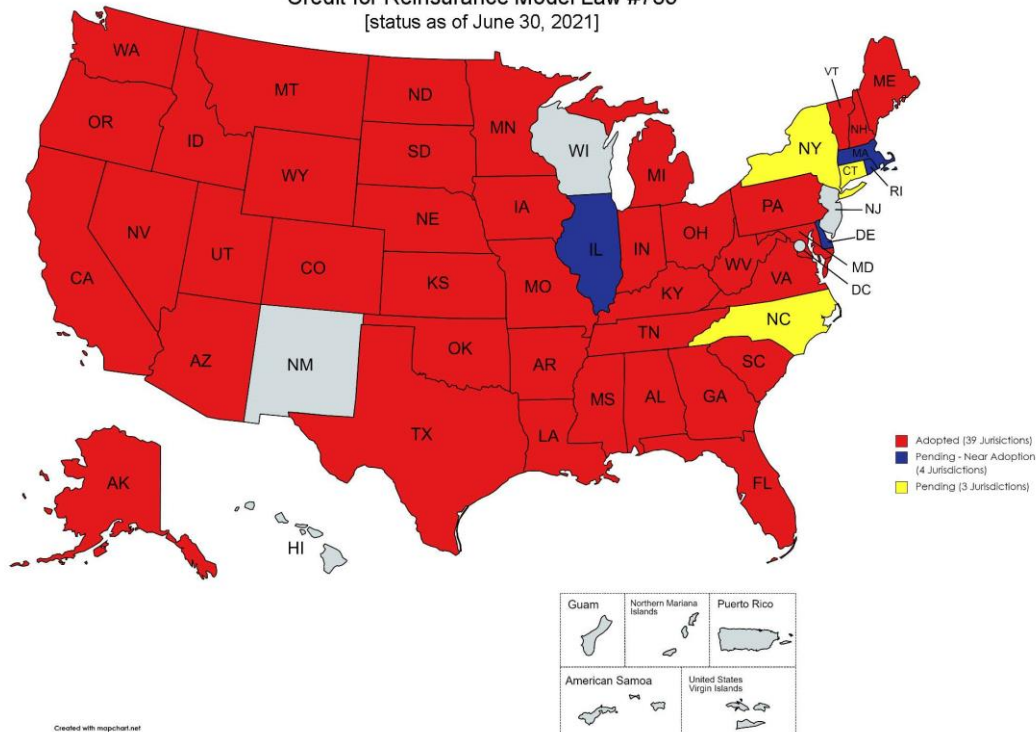 [status as of June 30, 2021]
WA
MT
ND
MN
VT
ME
OR
ID
SD
WI
NH
NY
MA
WY
MI
CT
RI
IA
PA
NJ
NE
NV
OH
DE
UT
IL
IN
MD
CA
CO
WV
VA
DC
KS
MO
KY
NC
TN
AZ
NM
OK
AR
SC
MS
AL
GA
TX
LA
Adopted (39 Jurisictions)
Pending - Near Adoption
(4 Jurisdictions)
Pending (3 Jurisdictions)
AK
FL
HI
Guam
Northern Mariana
Islands
Puerto Rico
American Samoa
United States
Virgin Islands
Created with mapchart.net